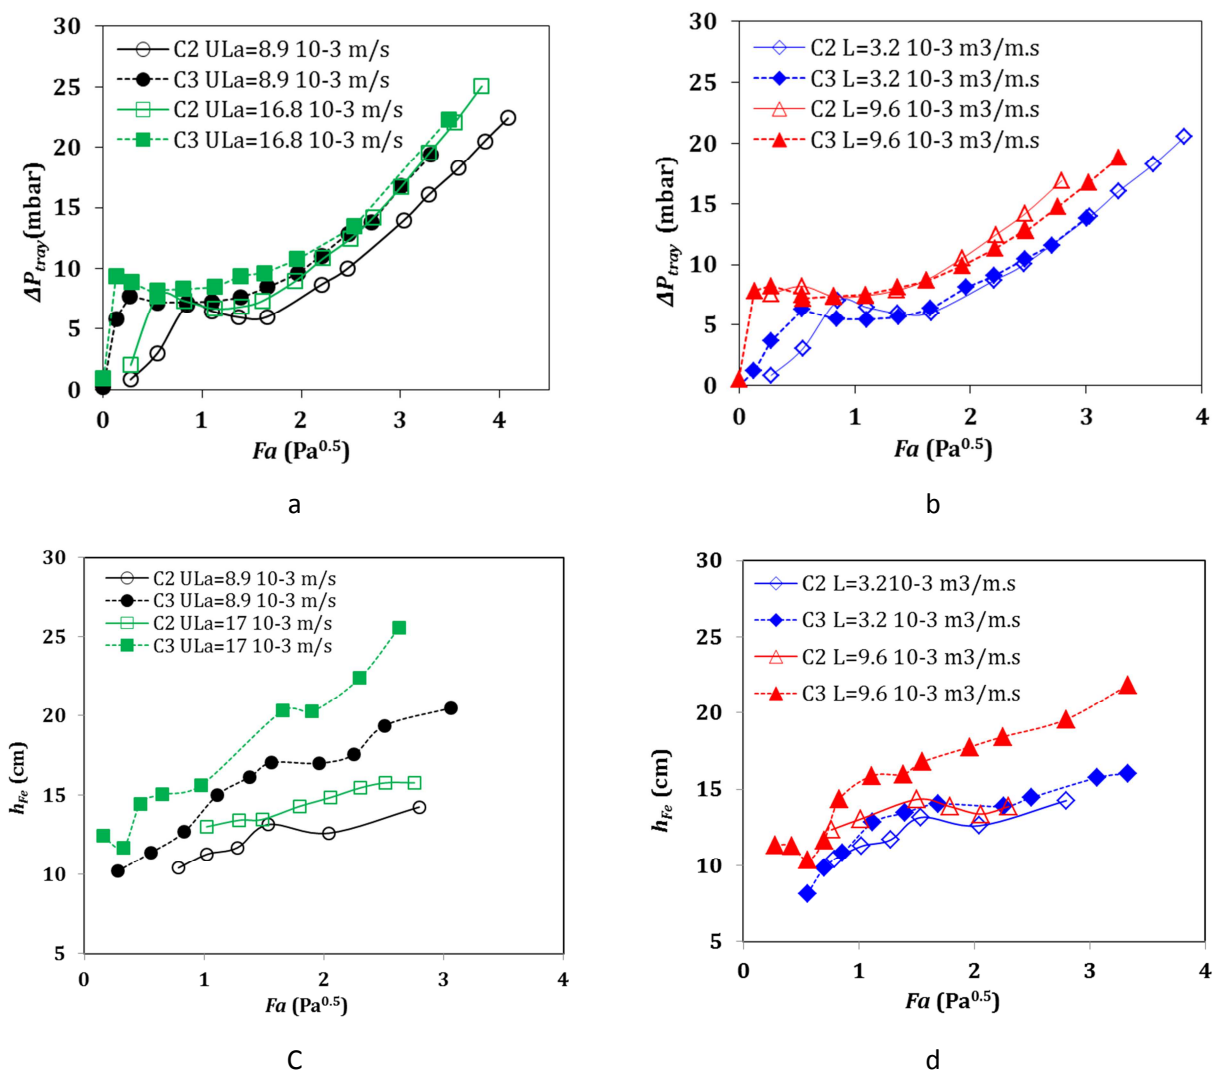 30
25
20
15
10
5
0
ΔP_tray (mbar)
C2 ULa=8.9 10-3 m/s
C3 ULa=8.9 10-3 m/s
C2 ULa=16.8 10-3 m/s
C3 ULa=16.8 10-3 m/s
0 1 2 3 4
Fa (Pa^0.5)
a
30
25
20
15
10
5
0
ΔP_tray (mbar)
C2 L=3.2 10-3 m3/m.s
C3 L=3.2 10-3 m3/m.s
C2 L=9.6 10-3 m3/m.s
C3 L=9.6 10-3 m3/m.s
0 1 2 3 4
Fa (Pa^0.5)
b
30
25
20
15
10
5
h_Fe (cm)
C2 ULa=8.9 10-3 m/s
C3 ULa=8.9 10-3 m/s
C2 ULa=17 10-3 m/s
C3 ULa=17 10-3 m/s
0 1 2 3 4
Fa (Pa^0.5)
C
30
25
20
15
10
5
h_Fe (cm)
C2 L=3.210-3 m3/m.s
C3 L=3.2 10-3 m3/m.s
C2 L=9.6 10-3 m3/m.s
C3 L=9.6 10-3 m3/m.s
0 1 2 3 4
Fa (Pa^0.5)
d